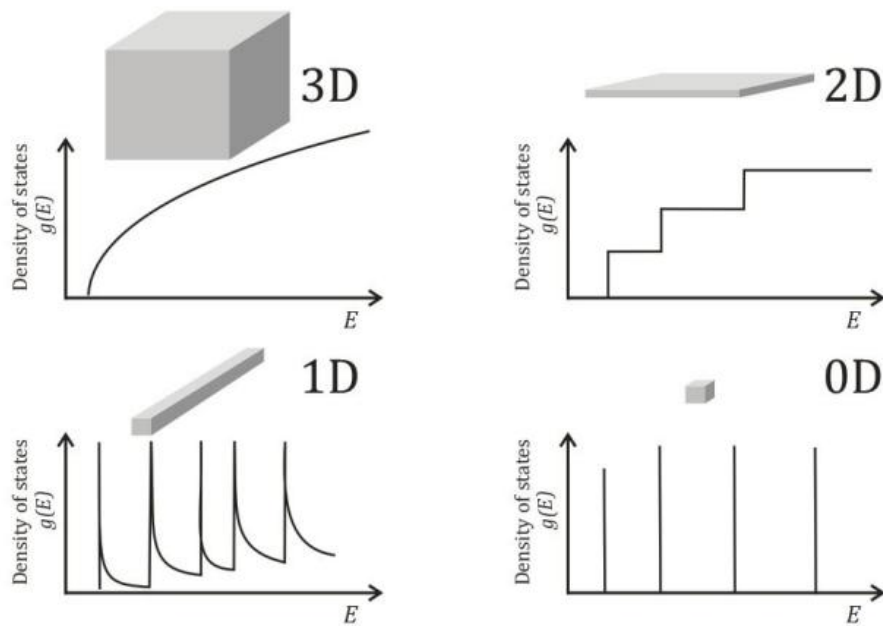 3D
Density of states
g(E)
E
2D
Density of states
g(E)
E
1D
Density of states
g(E)
E
0D
Density of states
g(E)
E